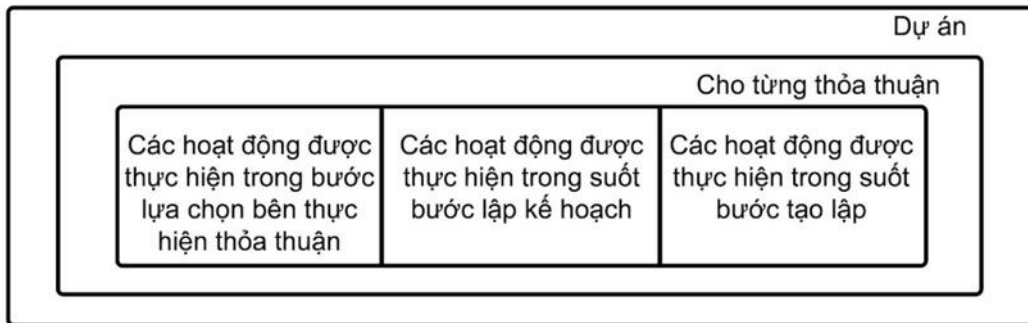 Dự án
Cho từng thỏa thuận
Các hoạt động được
thực hiện trong bước
lựa chọn bên thực
hiện thỏa thuận
Các hoạt động được
thực hiện trong suốt
bước lập kế hoạch
Các hoạt động được
thực hiện trong suốt
bước tạo lập